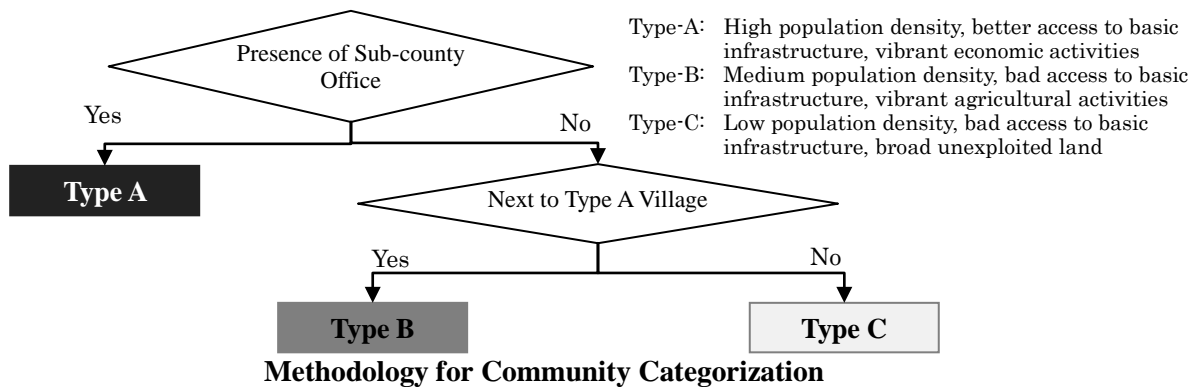 Presence of Sub-county
Office
Type-A: High population density, better access to basic
infrastructure, vibrant economic activities
Type-B: Medium population density, bad access to basic
infrastructure, vibrant agricultural activities
Type-C: Low population density, bad access to basic
infrastructure, broad unexploited land
Yes
No
Type A
Next to Type A Village
Yes
No
Type B
Type C
Methodology for Community Categorization